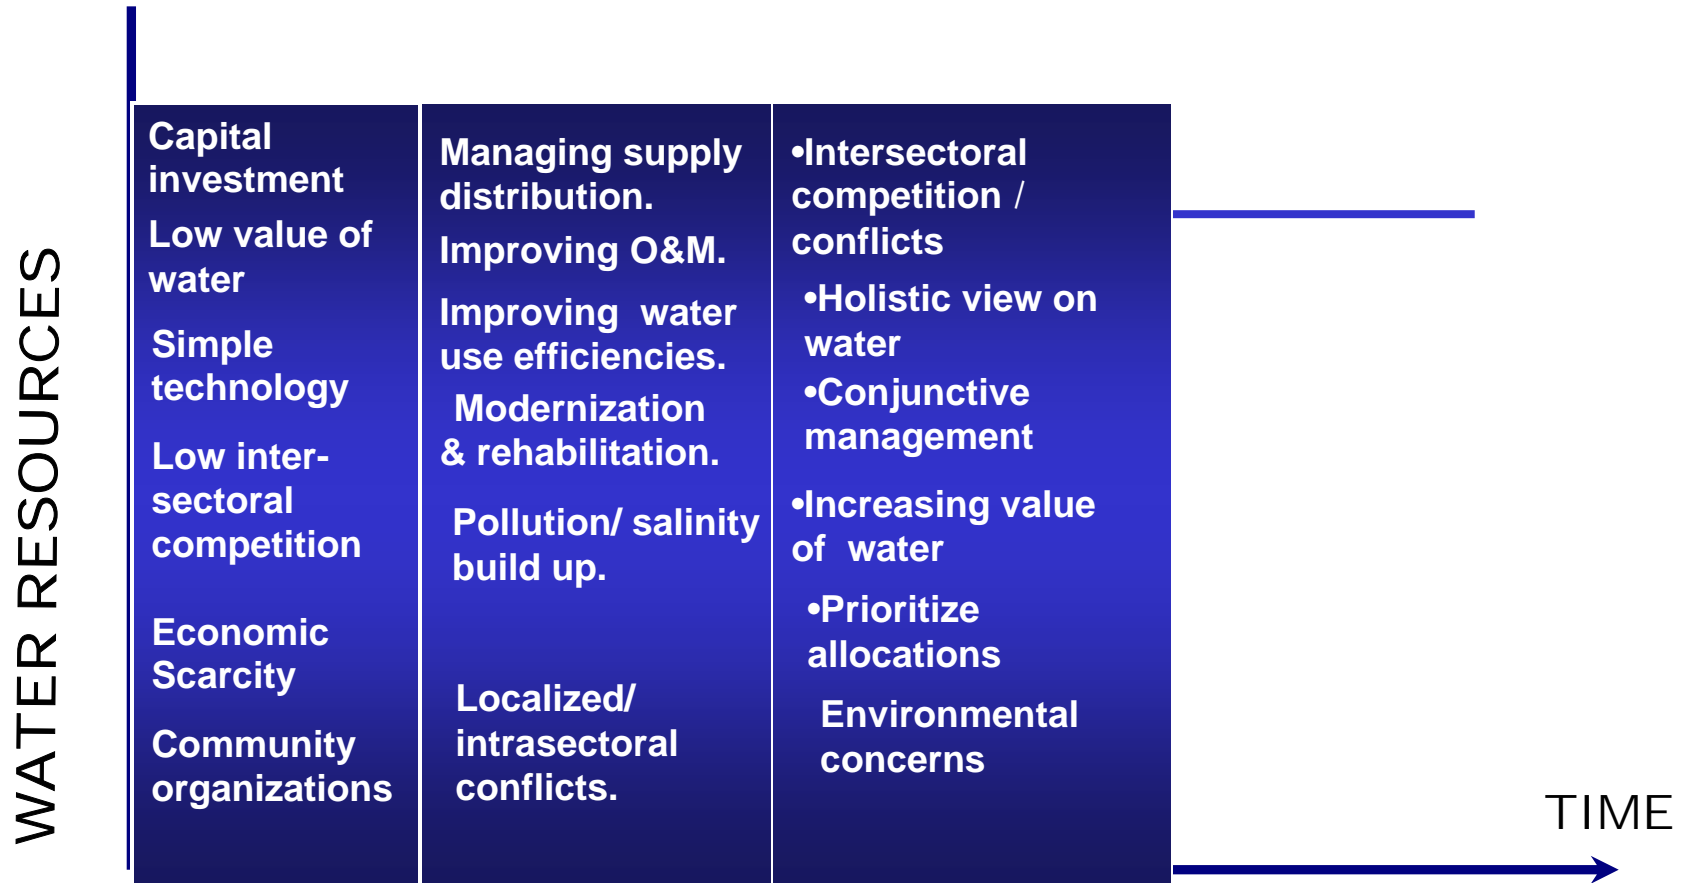 WATER RESOURCES
Capital
investment
Low value of
water
Simple
technology
Low inter-
sectoral
competition
Economic
Scarcity
Community
organizations
Managing supply
distribution.
Improving O&M.
Improving  water
use efficiencies.
Modernization
& rehabilitation.
Pollution/ salinity
build up.
Localized/
intrasectoral
conflicts.
•Intersectoral
competition /
conflicts
•Holistic view on
water
•Conjunctive
management
•Increasing value
of  water
•Prioritize
allocations
Environmental
concerns
TIME